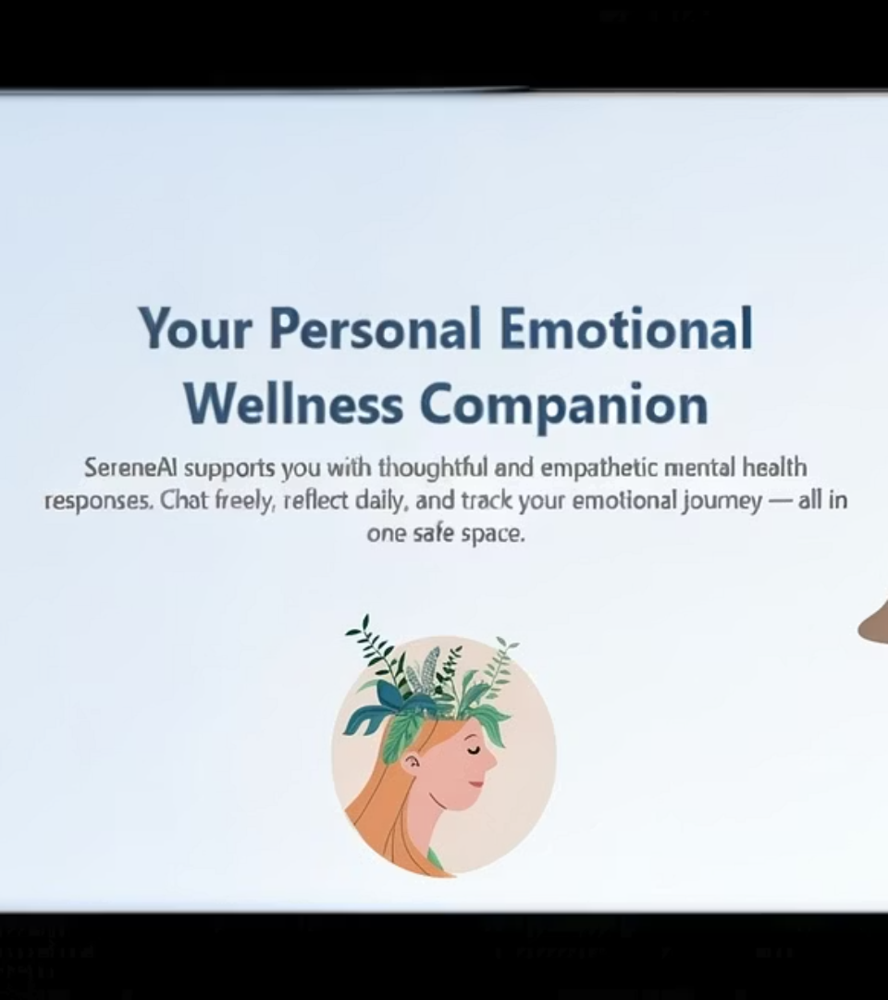 Your Personal Emotional
Wellness Companion
SereneAI supports you with thoughtful and empathetic mental health
responses. Chat freely, reflect daily, and track your emotional journey — all in
one safe space.